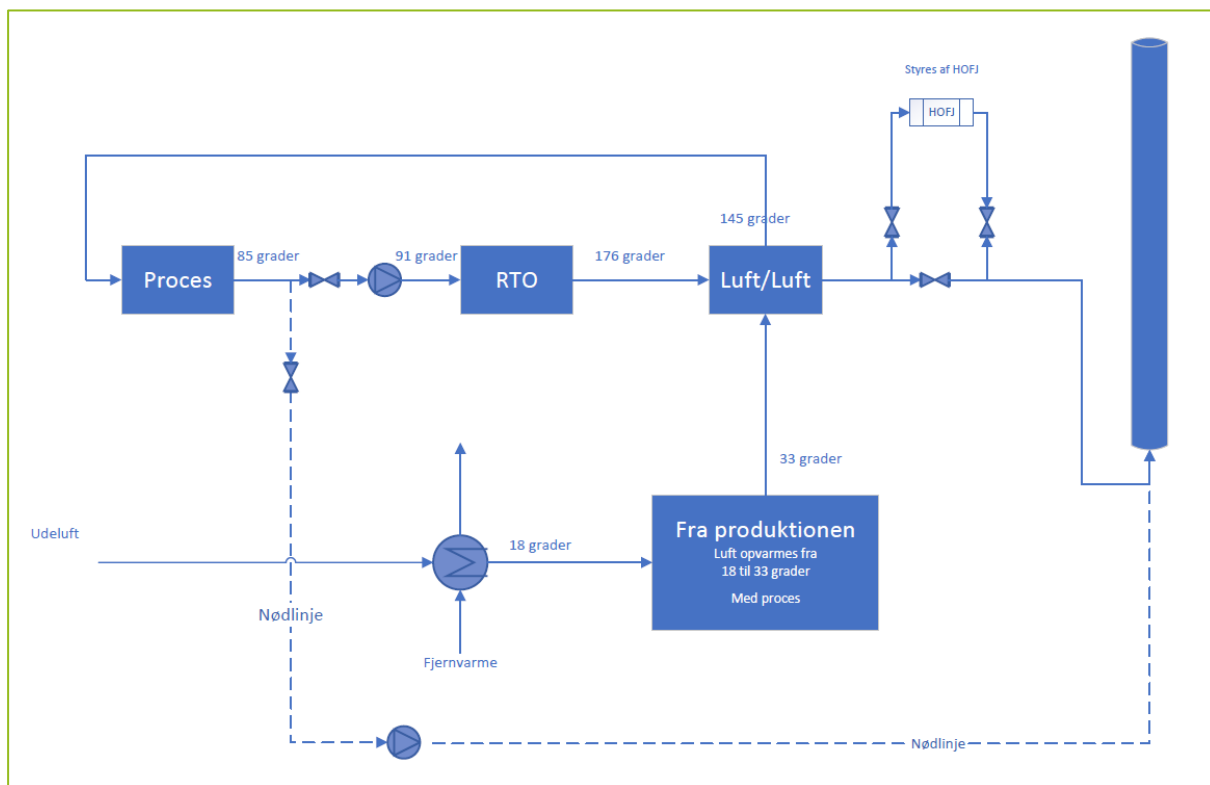 Styres af HOFJ
HOFJ
145 grader
85 grader
91 grader
176 grader
Proces
RTO
Luft/Luft
33 grader
Udeluft
18 grader
Fra produktionen
Luft opvarmes fra
18 til 33 grader
Med proces
Nødlinje
Fjernvarme
Nødlinje